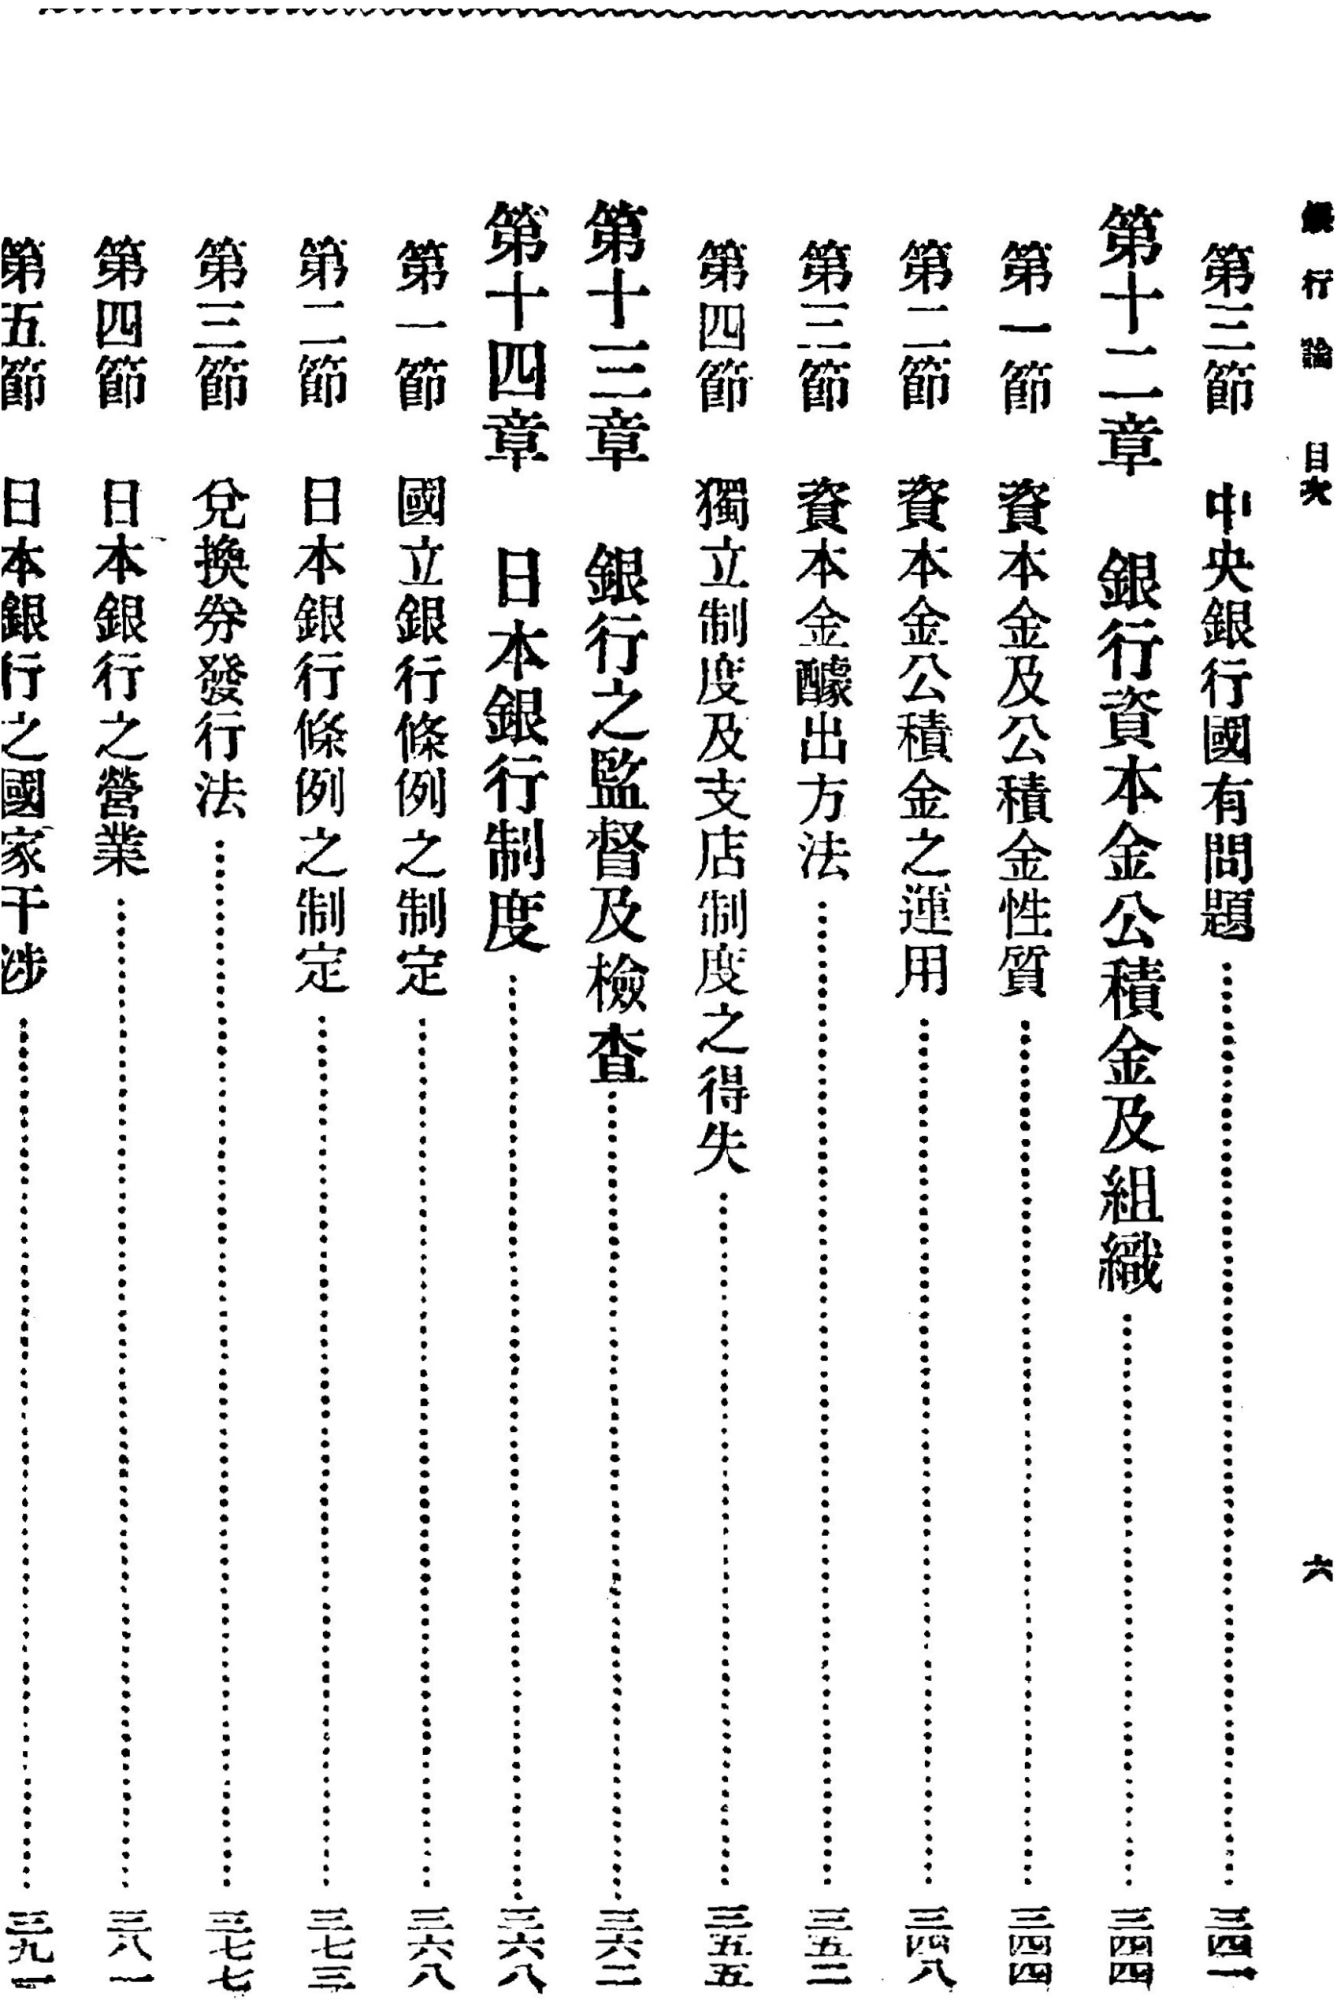 銀行論 目次 六
第三節 中央銀行國有問題 三四一
第十二章 銀行資本金公積金及組織 三四四
第一節 資本金及公積金性質 三四四
第二節 資本金公積金之運用 三四八
第三節 資本金醵出方法 三五二
第四節 獨立制度及支店制度之得失 三五五
第十三章 銀行之監督及檢查 三六二
第十四章 日本銀行制度 三六八
第一節 國立銀行條例之制定 三六八
第二節 日本銀行條例之制定 三七三
第三節 兌換券發行法 三七七
第四節 日本銀行之營業 三八一
第五節 日本銀行之國家干涉 三九一